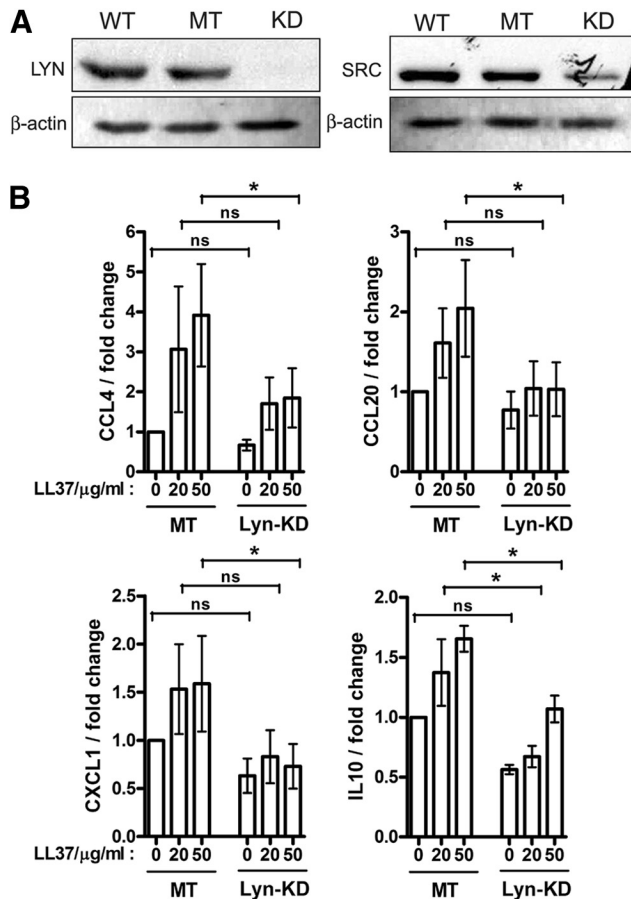 A
WT MT KD
LYN
β-actin
WT MT KD
SRC
β-actin
B
*
ns
ns
CCL4 / fold change
6
5
4
3
2
1
0
LL37/μg/ml : 0 20 50 0 20 50
MT Lyn-KD
*
ns
ns
CCL20 / fold change
3
2
1
0
0 20 50 0 20 50
MT Lyn-KD
*
ns
ns
CXCL1 / fold change
2.5
2.0
1.5
1.0
0.5
0.0
LL37/μg/ml : 0 20 50 0 20 50
MT Lyn-KD
*
*
ns
IL10 / fold change
2.0
1.5
1.0
0.5
0.0
0 20 50 0 20 50
MT Lyn-KD